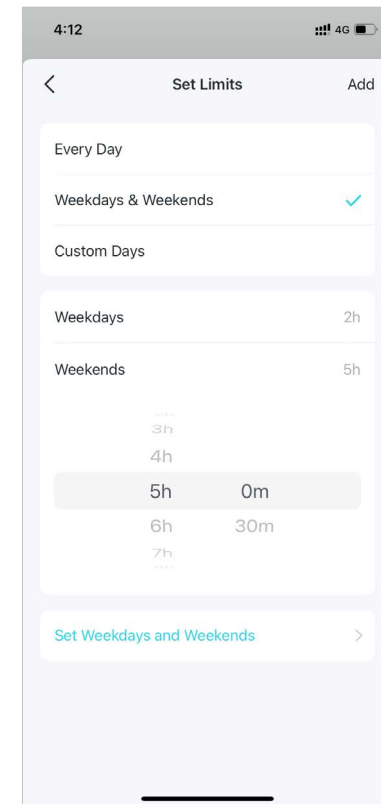 4:12 4G
Set Limits Add
Every Day
Weekdays & Weekends
Custom Days
Weekdays 2h
Weekends 5h
3h
4h
5h 0m
6h 30m
7h
Set Weekdays and Weekends